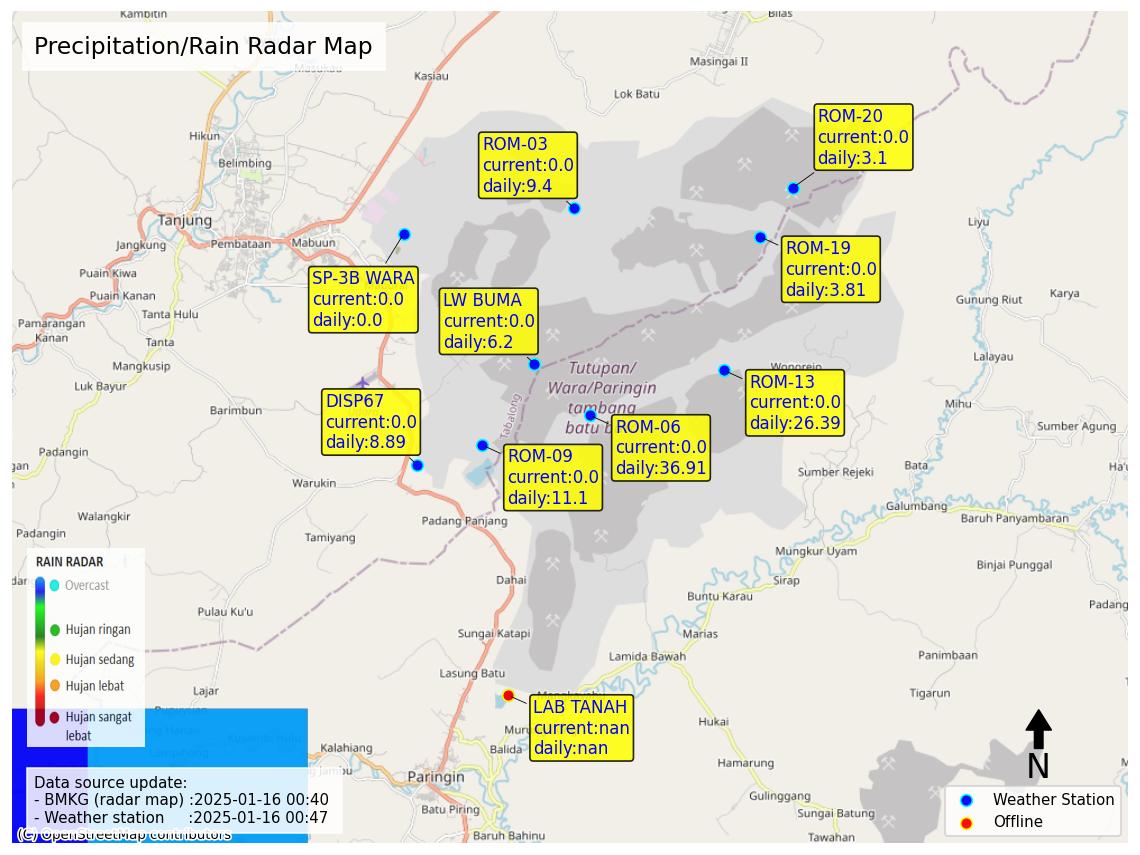 Precipitation/Rain Radar Map
Kambitin
Bilas
Masukau
Kasiau
Masingai II
Lok Batu
ROM-20
current:0.0
daily:3.1
ROM-03
current:0.0
daily:9.4
Hikun
Belimbing
Tanjung
Jangkung
Pembataan
Mabuun
Liyu
Puain Kiwa
Puain Kanan
ROM-19
current:0.0
daily:3.81
SP-3B WARA
current:0.0
daily:0.0
LW BUMA
current:0.0
daily:6.2
Gunung Riut
Karya
Tanta Hulu
Pamarangan
Kanan
Tanta
Mangkusip
Lalayau
Luk Bayur
Wonorejo
Tutupan/
Wara/Paringin
tambang
batu b
ROM-13
current:0.0
daily:26.39
Barimbun
Mihu
DISP67
current:0.0
daily:8.89
Tabalong
ROM-06
current:0.0
daily:36.91
Sumber Agung
ROM-09
current:0.0
daily:11.1
Bata
Sumber Rejeki
gan
Warukin
Galumbang
Walangkir
Padang Panjang
Baruh Panyambaran
Padangin
Tamiyang
Mungkur Uyam
Binjai Punggal
RAIN RADAR
Overcast
Hujan ringan
Hujan sedang
Hujan lebat
Hujan sangat
lebat
Dahai
Sirap
Buntu Karau
Padang
Pulau Ku'u
Sungai Katapi
Marias
Lamida Bawah
Panimbaan
Lasung Batu
Lajar
Tigarun
LAB TANAH
current:nan
daily:nan
Muru
Balida
Hukai
Kalahiang
Hamarung
N
Paringin
Gulinggang
Batu Piring
Sungai Batung
Baruh Bahinu
Tawahan
Data source update:
- BMKG (radar map) :2025-01-16 00:40
- Weather station :2025-01-16 00:47
(C) OpenStreetMap contributors
Weather Station
Offline